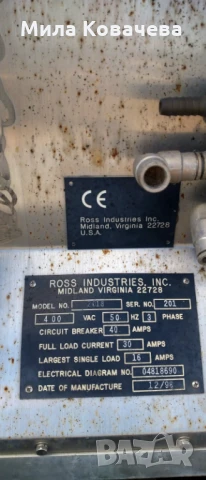 Мила Ковачева
CE
Ross Industries Inc.
Midland, Virginia 22728
U.S.A.
ROSS INDUSTRIES, INC.
MIDLAND VIRGINIA 22728
MODEL NO. SER. NO. 201
400 VAC 50 HZ 3 PHASE
CIRCUIT BREAKER 40 AMPS
FULL LOAD CURRENT 30 AMPS
LARGEST SINGLE LOAD 16 AMPS
ELECTRICAL DIAGRAM NO. 04818690
DATE OF MANUFACTURE 12/98
BAZAR